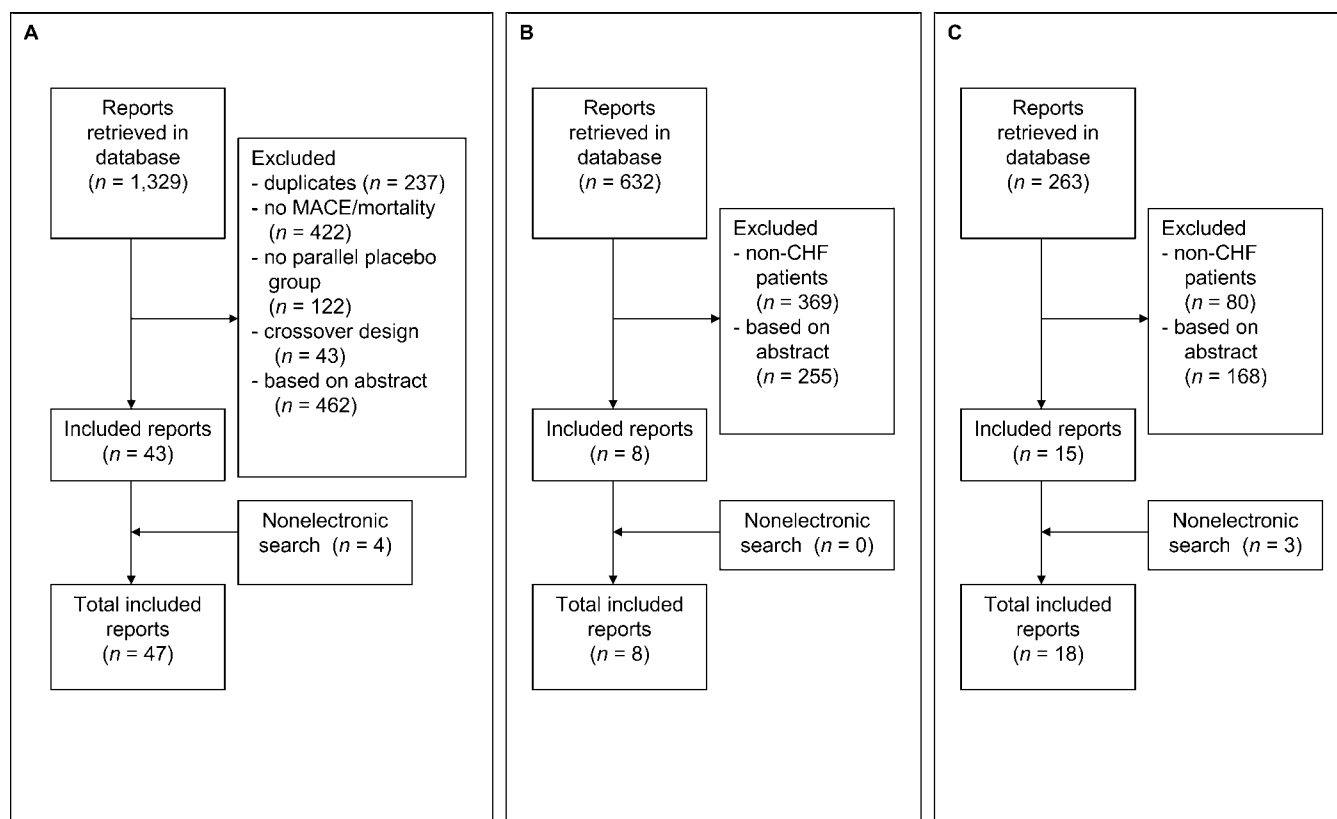 A
Reports
retrieved in
database
(n = 1,329)
Excluded
- duplicates (n = 237)
- no MACE/mortality
(n = 422)
- no parallel placebo
group
(n = 122)
- crossover design
(n = 43)
- based on abstract
(n = 462)
Included reports
(n = 43)
Nonelectronic
search (n = 4)
Total included
reports
(n = 47)
B
Reports
retrieved in
database
(n = 632)
Excluded
- non-CHF
patients
(n = 369)
- based on
abstract
(n = 255)
Included reports
(n = 8)
Nonelectronic
search (n = 0)
Total included
reports
(n = 8)
C
Reports
retrieved in
database
(n = 263)
Excluded
- non-CHF
patients
(n = 80)
- based on
abstract
(n = 168)
Included reports
(n = 15)
Nonelectronic
search (n = 3)
Total included
reports
(n = 18)